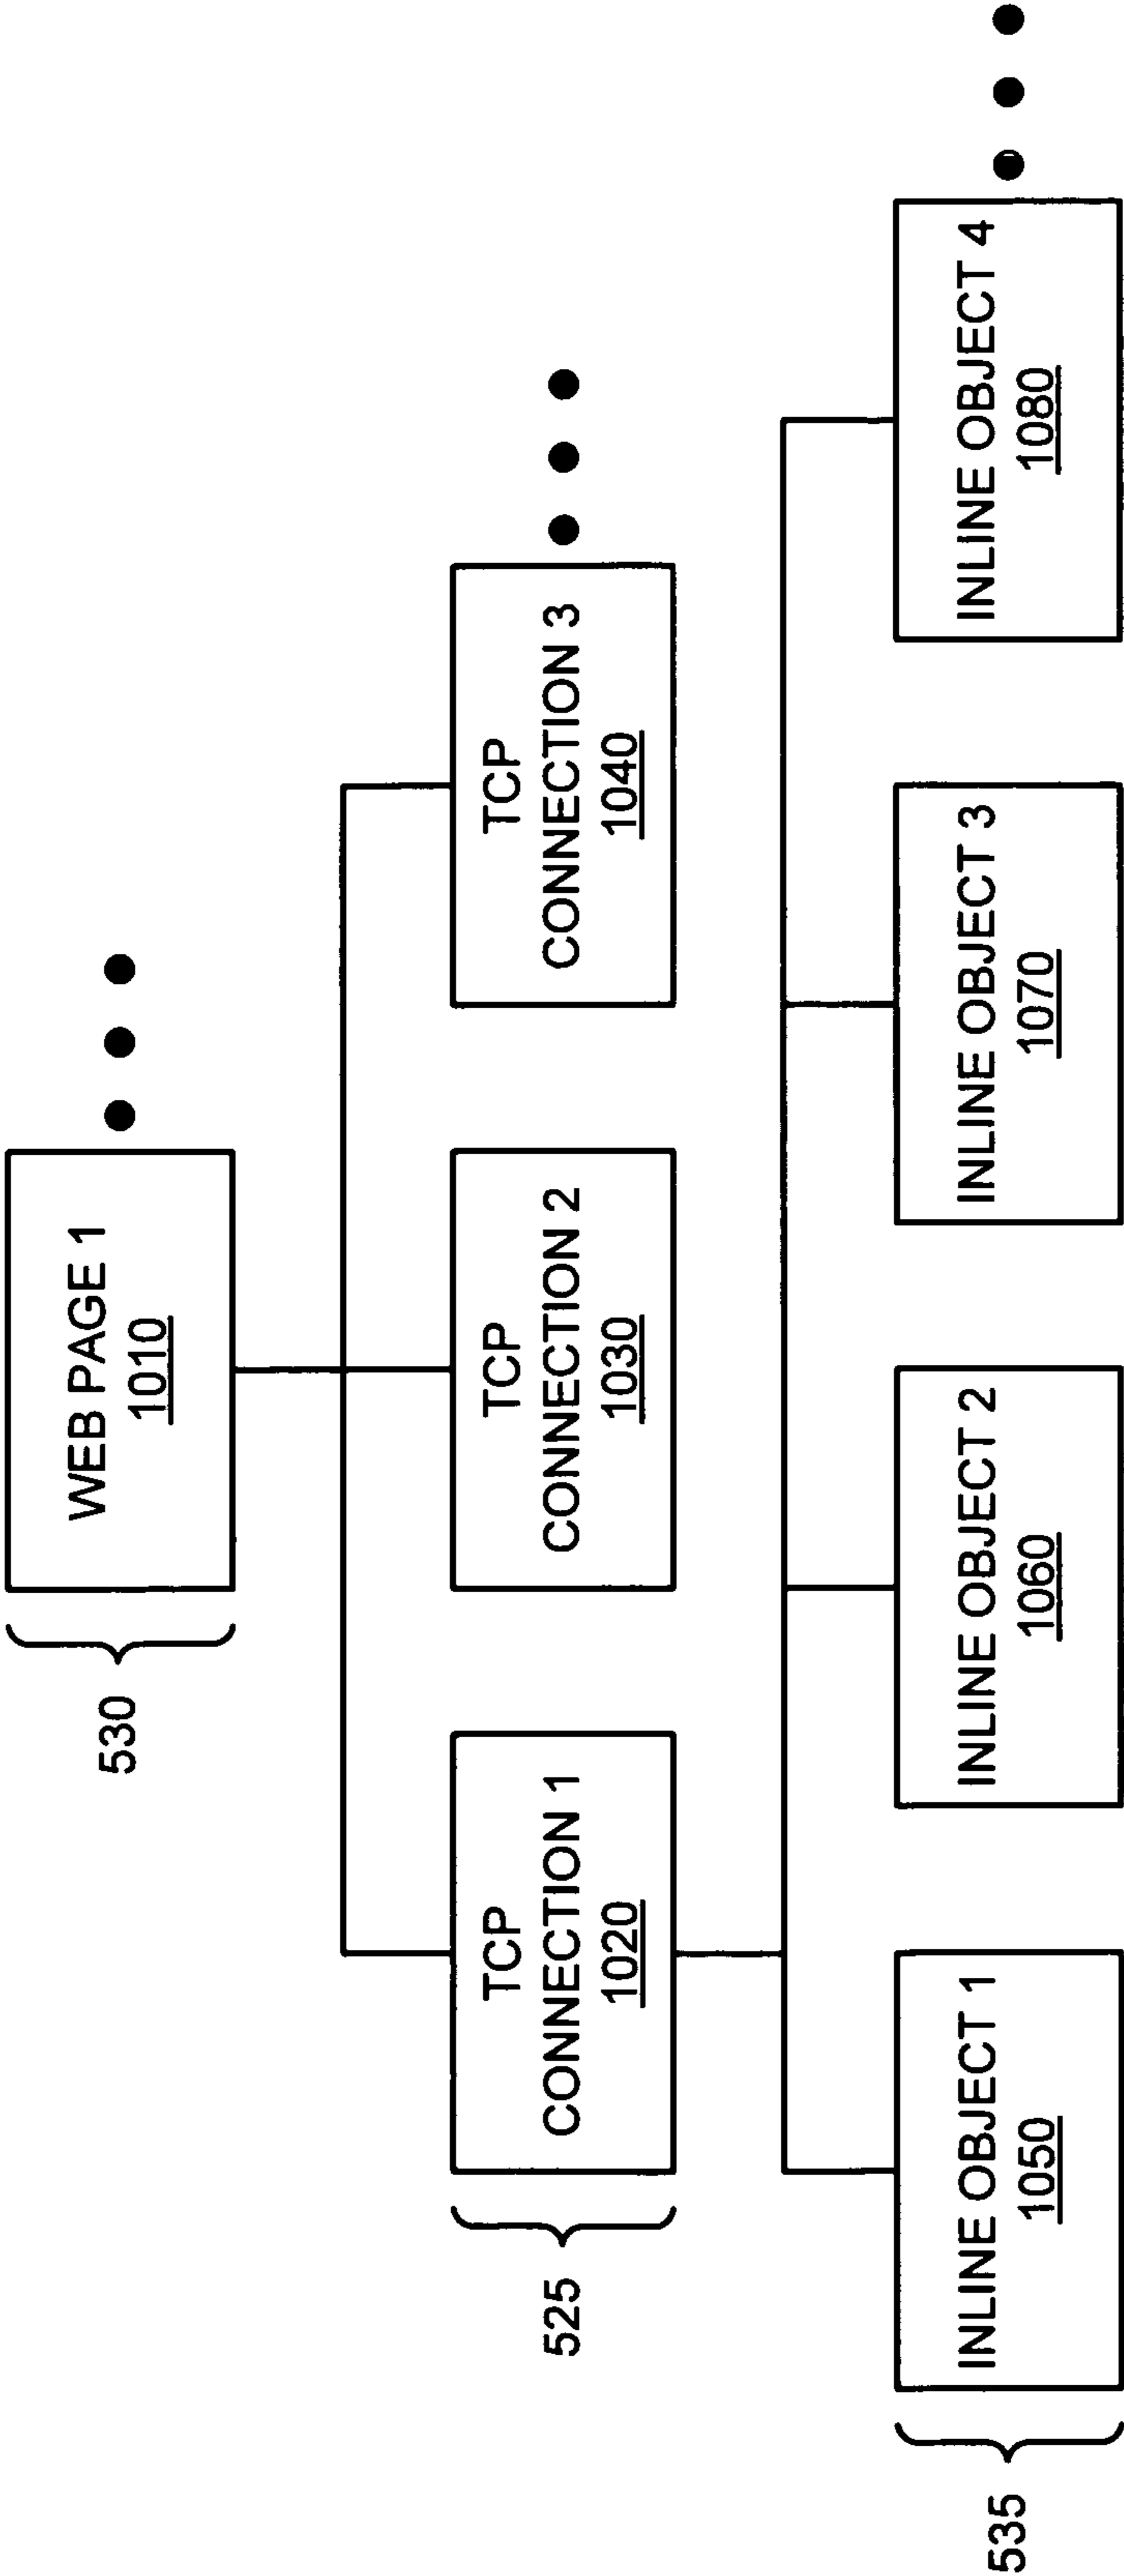 530
WEB PAGE 1
1010
525
TCP
CONNECTION 1
1020
TCP
CONNECTION 2
1030
TCP
CONNECTION 3
1040
535
INLINE OBJECT 1
1050
INLINE OBJECT 2
1060
INLINE OBJECT 3
1070
INLINE OBJECT 4
1080